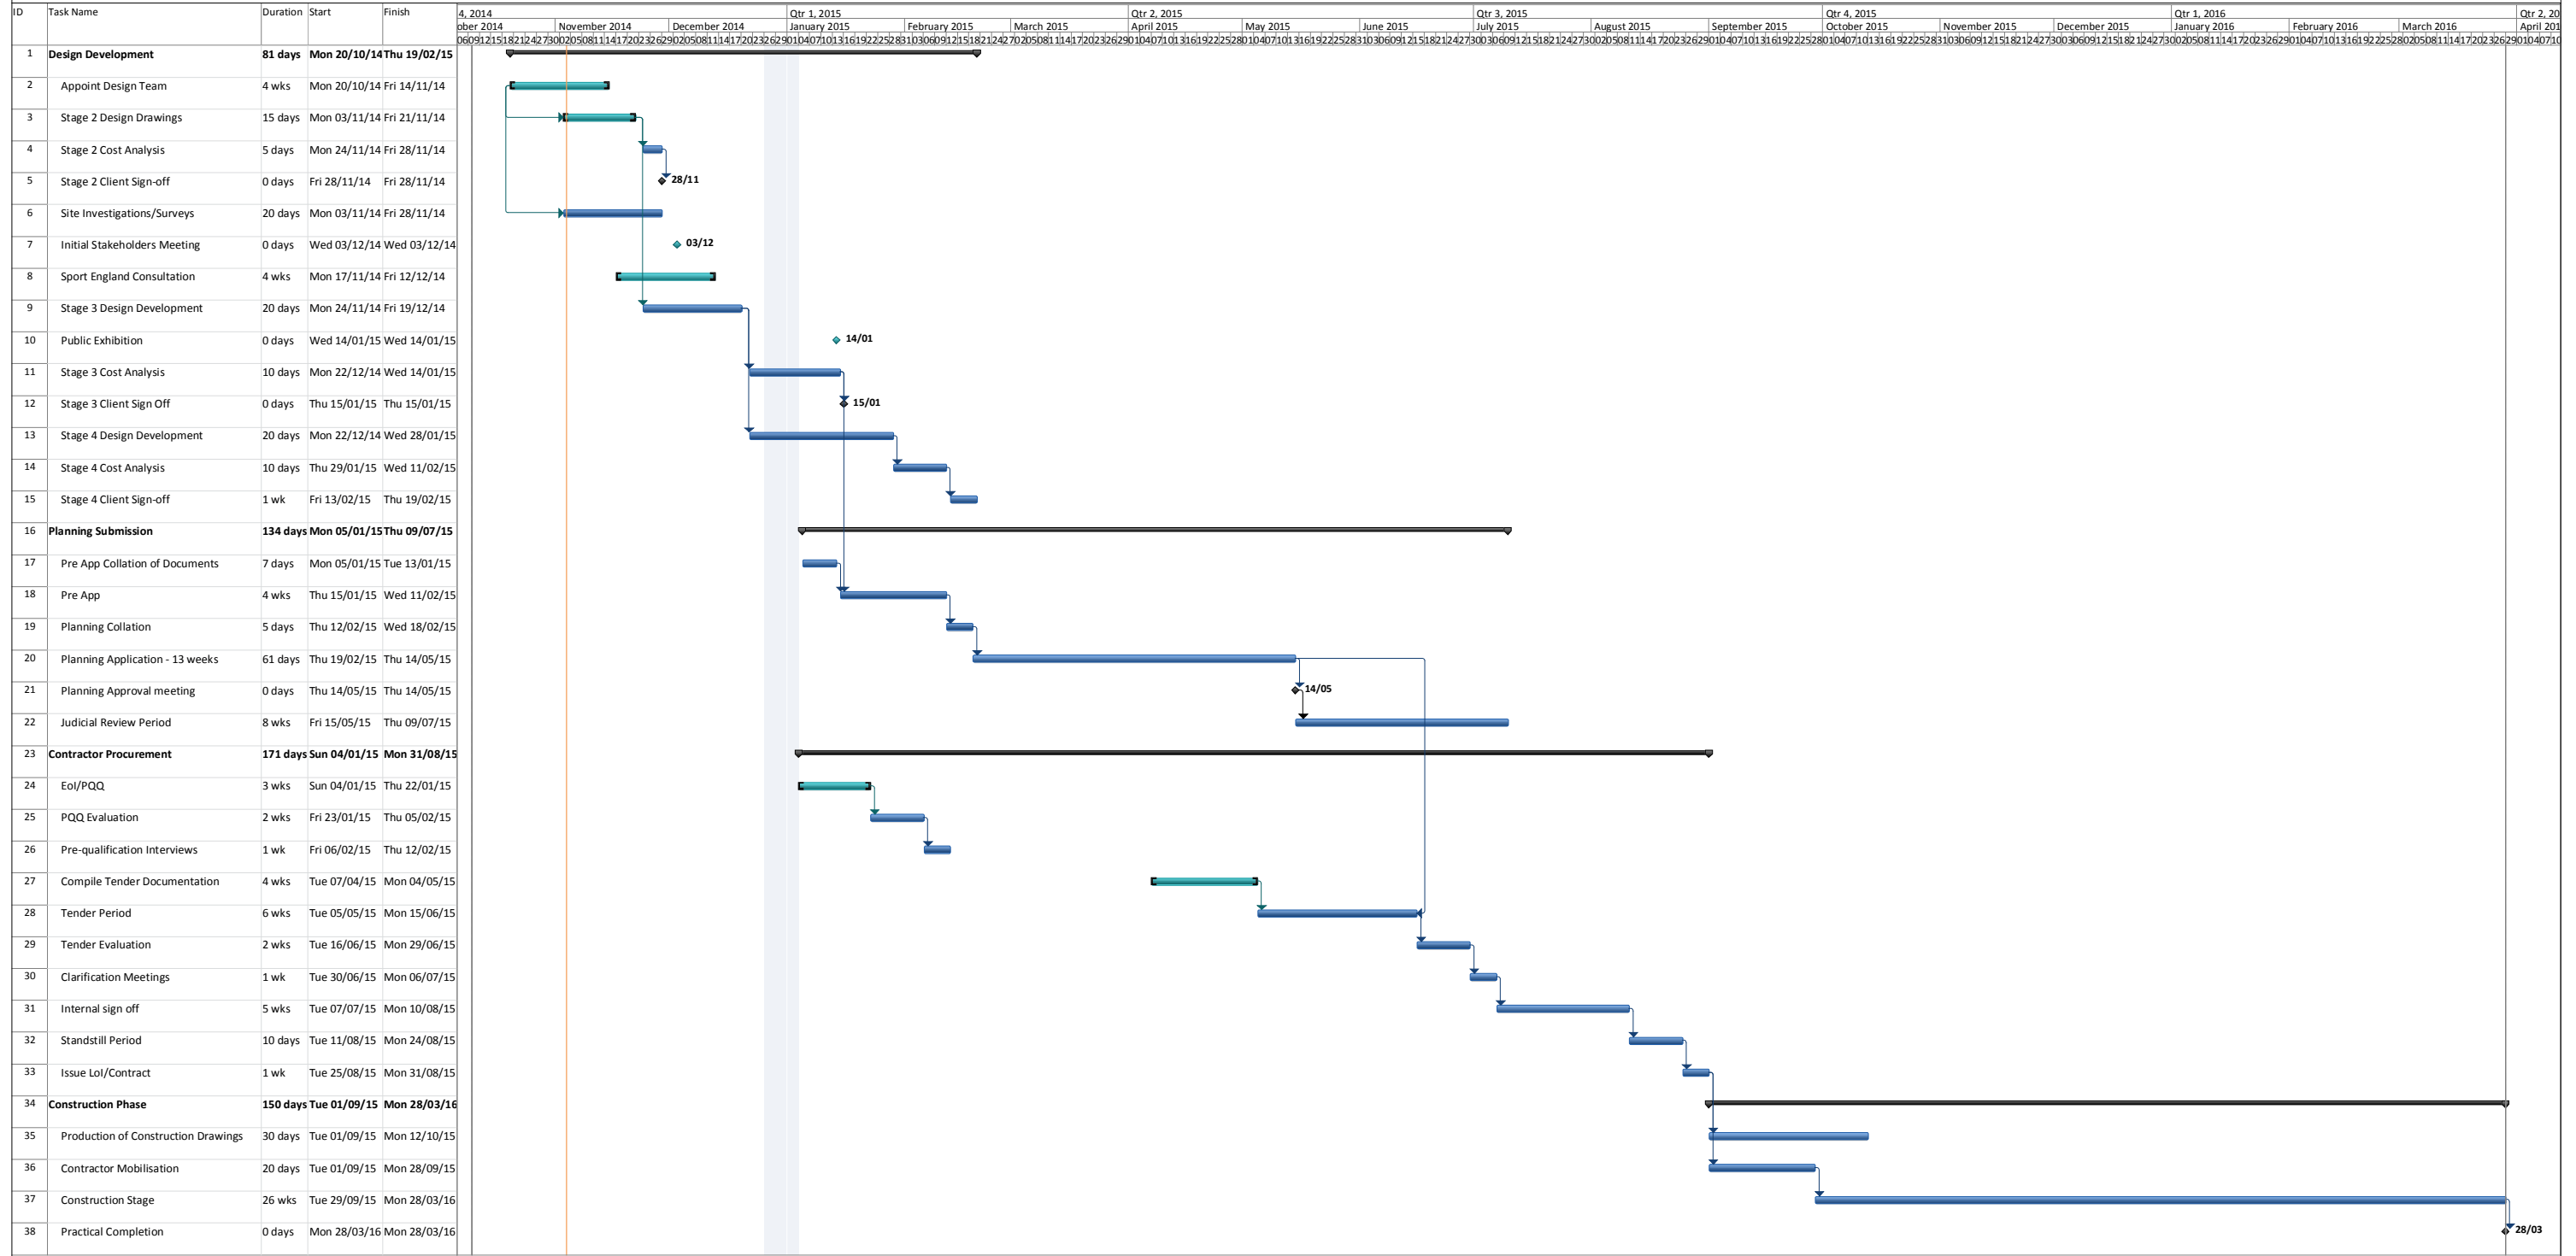 ID Task Name Duration Start Finish
4, 2014 Qtr 1, 2015 Qtr 2, 2015 Qtr 3, 2015 Qtr 4, 2015 Qtr 1, 2016 Qtr 2, 20
ober 2014 November 2014 December 2014 January 2015 February 2015 March 2015 April 2015 May 2015 June 2015 July 2015 August 2015 September 2015 October 2015 November 2015 December 2015 January 2016 February 2016 March 2016 April 201
1 Design Development 81 days Mon 20/10/14 Thu 19/02/15
2 Appoint Design Team 4 wks Mon 20/10/14 Fri 14/11/14
3 Stage 2 Design Drawings 15 days Mon 03/11/14 Fri 21/11/14
4 Stage 2 Cost Analysis 5 days Mon 24/11/14 Fri 28/11/14
5 Stage 2 Client Sign-off 0 days Fri 28/11/14 Fri 28/11/14 28/11
6 Site Investigations/Surveys 20 days Mon 03/11/14 Fri 28/11/14
7 Initial Stakeholders Meeting 0 days Wed 03/12/14 Wed 03/12/14 03/12
8 Sport England Consultation 4 wks Mon 17/11/14 Fri 12/12/14
9 Stage 3 Design Development 20 days Mon 24/11/14 Fri 19/12/14
10 Public Exhibition 0 days Wed 14/01/15 Wed 14/01/15 14/01
11 Stage 3 Cost Analysis 10 days Mon 22/12/14 Wed 14/01/15
12 Stage 3 Client Sign Off 0 days Thu 15/01/15 Thu 15/01/15 15/01
13 Stage 4 Design Development 20 days Mon 22/12/14 Wed 28/01/15
14 Stage 4 Cost Analysis 10 days Thu 29/01/15 Wed 11/02/15
15 Stage 4 Client Sign-off 1 wk Fri 13/02/15 Thu 19/02/15
16 Planning Submission 134 days Mon 05/01/15 Thu 09/07/15
17 Pre App Collation of Documents 7 days Mon 05/01/15 Tue 13/01/15
18 Pre App 4 wks Thu 15/01/15 Wed 11/02/15
19 Planning Collation 5 days Thu 12/02/15 Wed 18/02/15
20 Planning Application - 13 weeks 61 days Thu 19/02/15 Thu 14/05/15
21 Planning Approval meeting 0 days Thu 14/05/15 Thu 14/05/15 14/05
22 Judicial Review Period 8 wks Fri 15/05/15 Thu 09/07/15
23 Contractor Procurement 171 days Sun 04/01/15 Mon 31/08/15
24 EoI/PQQ 3 wks Sun 04/01/15 Thu 22/01/15
25 PQQ Evaluation 2 wks Fri 23/01/15 Thu 05/02/15
26 Pre-qualification Interviews 1 wk Fri 06/02/15 Thu 12/02/15
27 Compile Tender Documentation 4 wks Tue 07/04/15 Mon 04/05/15
28 Tender Period 6 wks Tue 05/05/15 Mon 15/06/15
29 Tender Evaluation 2 wks Tue 16/06/15 Mon 29/06/15
30 Clarification Meetings 1 wk Tue 30/06/15 Mon 06/07/15
31 Internal sign off 5 wks Tue 07/07/15 Mon 10/08/15
32 Standstill Period 10 days Tue 11/08/15 Mon 24/08/15
33 Issue LoI/Contract 1 wk Tue 25/08/15 Mon 31/08/15
34 Construction Phase 150 days Tue 01/09/15 Mon 28/03/16
35 Production of Construction Drawings 30 days Tue 01/09/15 Mon 12/10/15
36 Contractor Mobilisation 20 days Tue 01/09/15 Mon 28/09/15
37 Construction Stage 26 wks Tue 29/09/15 Mon 28/03/16
38 Practical Completion 0 days Mon 28/03/16 Mon 28/03/16 28/03